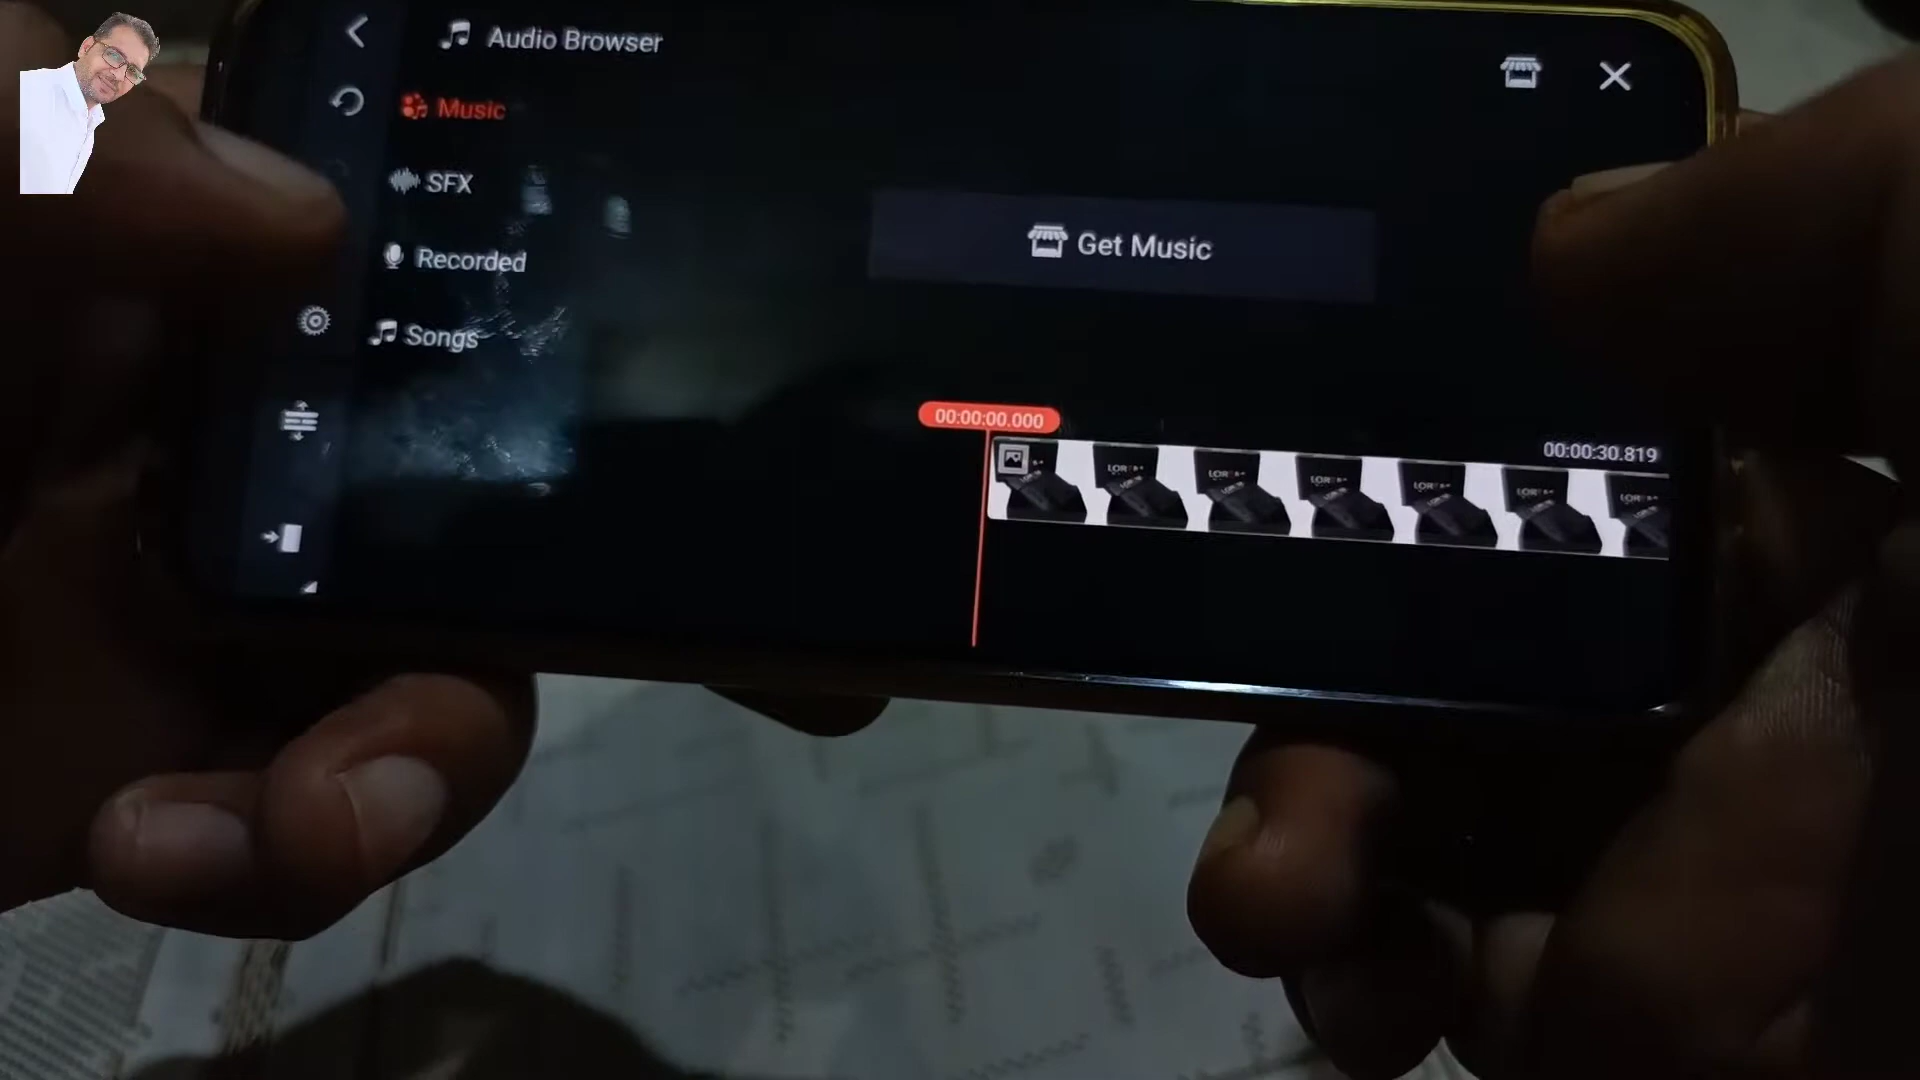 Audio Browser
Music
SFX
Recorded
Songs
Get Music
00:00:00.000
00:00:30.819